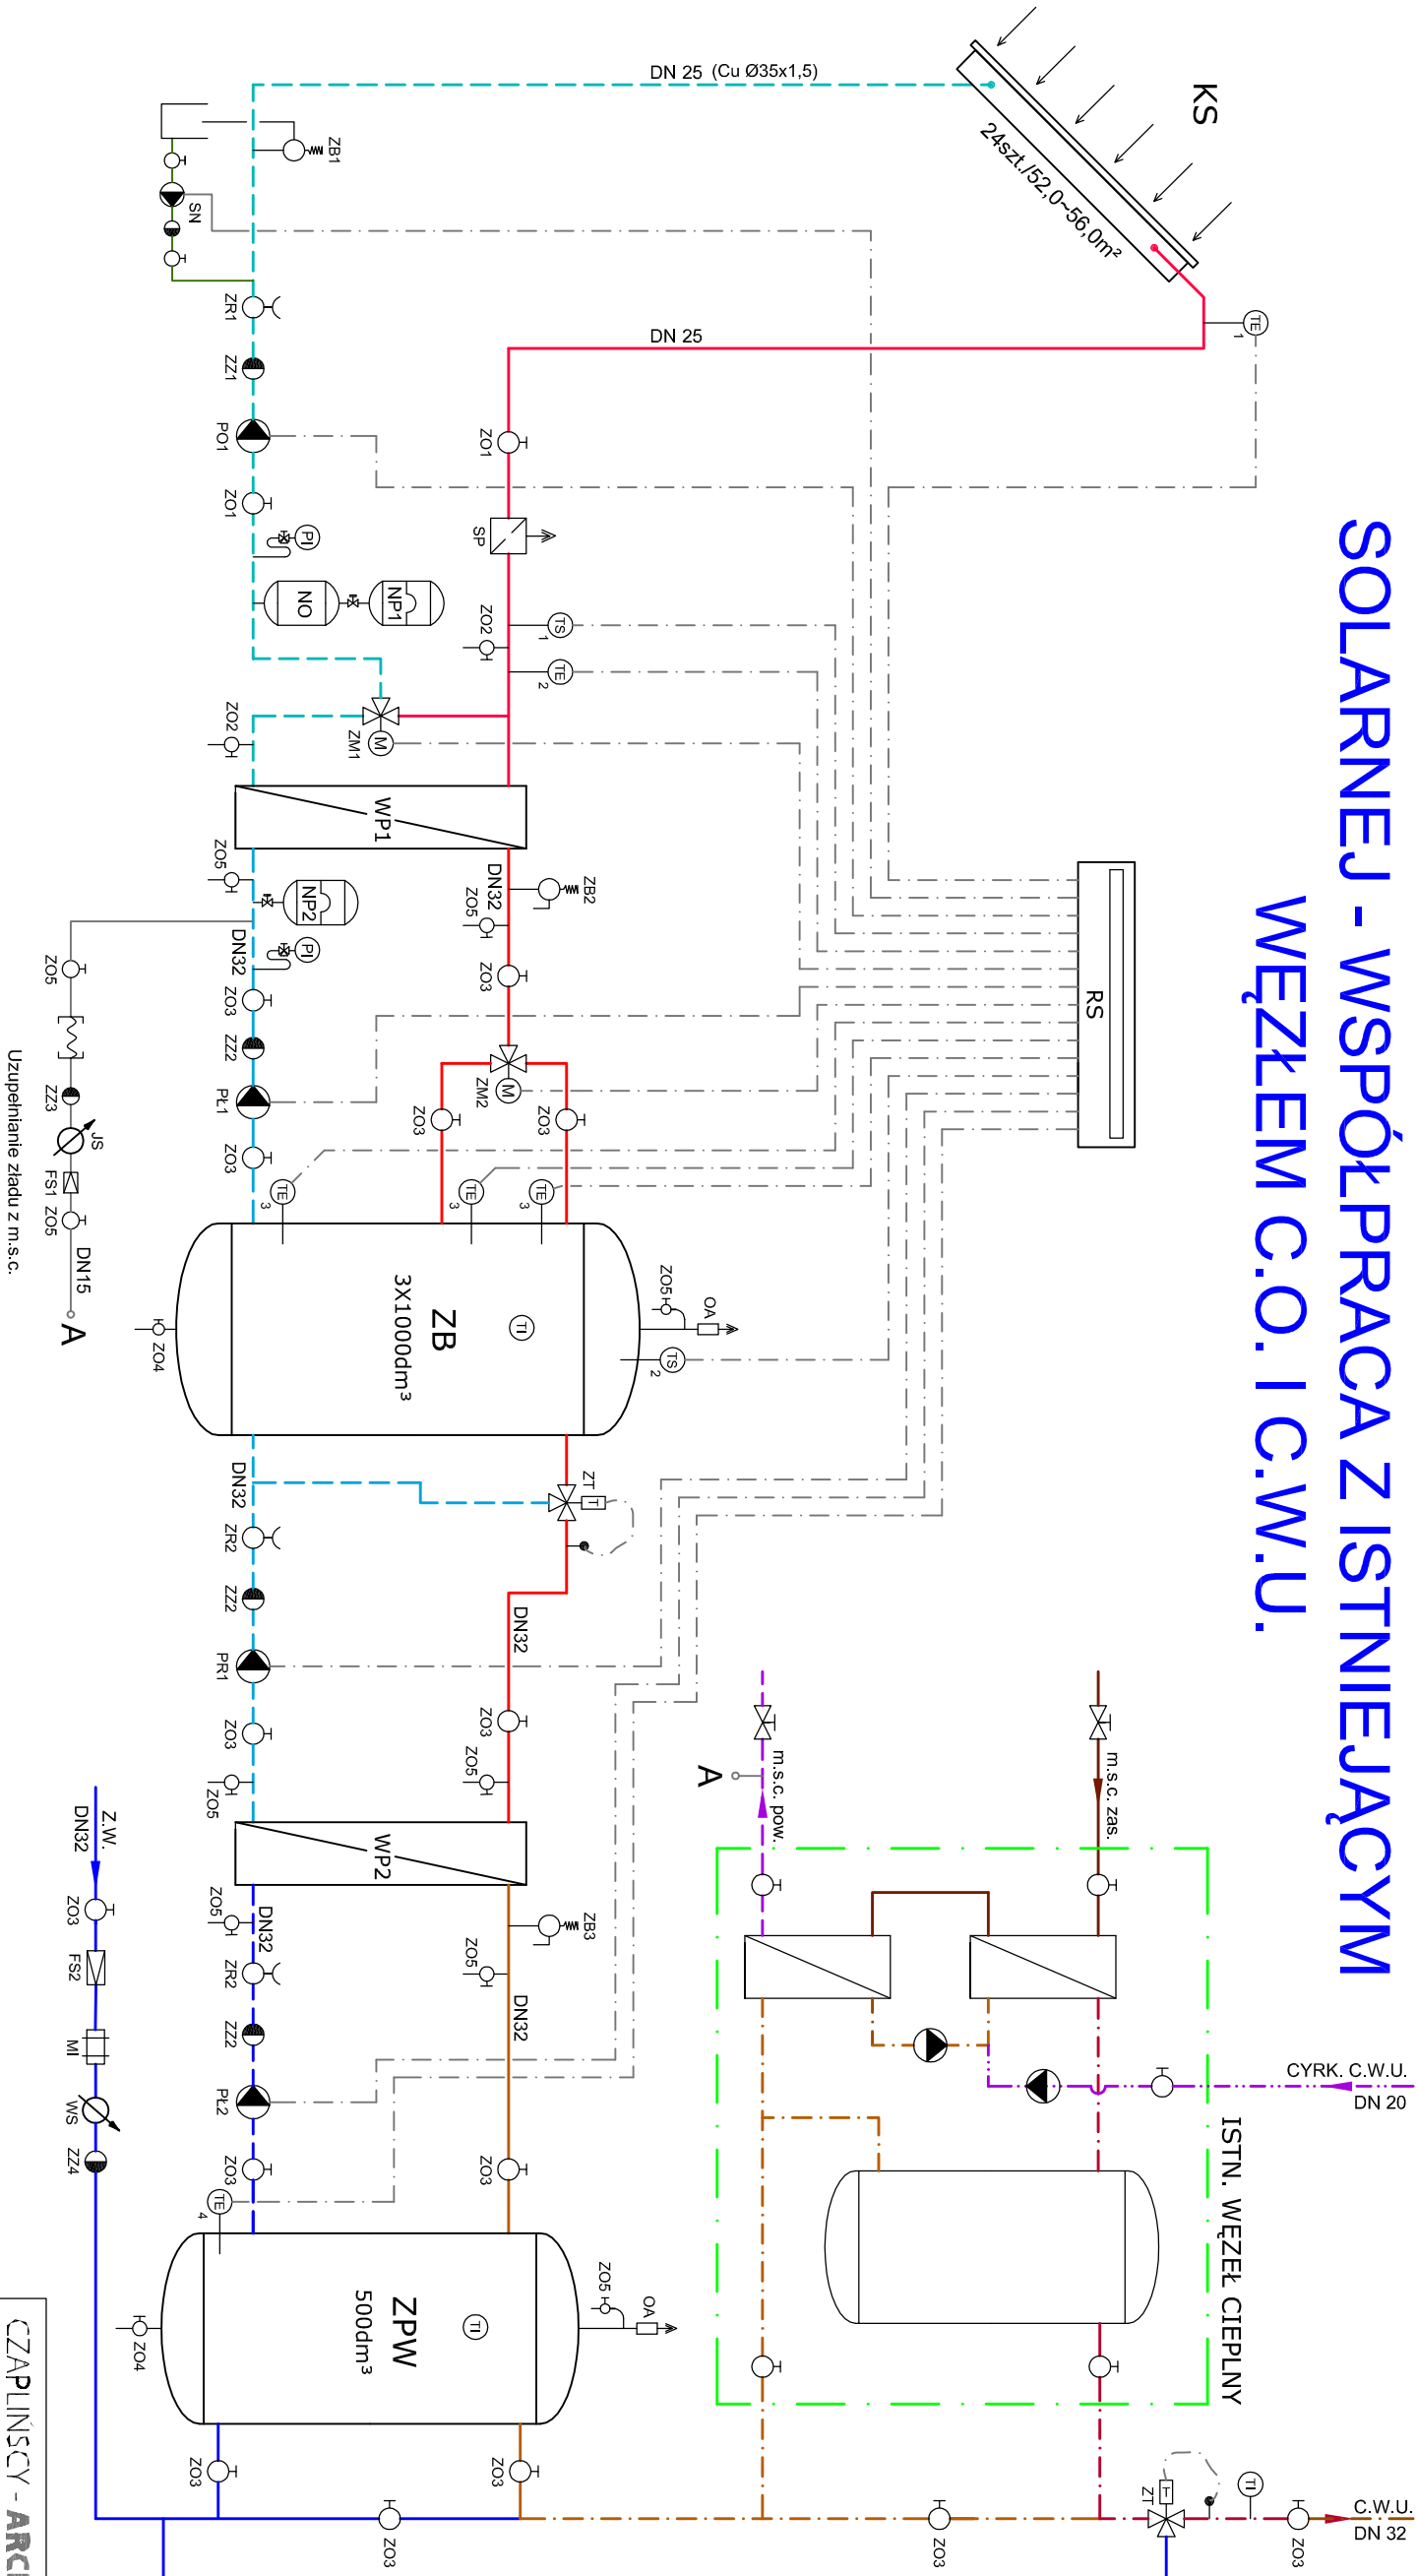 SOLARNEJ - WSPÓŁPRACA Z ISTNIEJĄCYM
WĘZŁEM C.O. I C.W.U.
KS
24szt./52,0~56,0m²
DN 25 (Cu Ø35x1,5)
DN 25
TE
1
ZB1
SN
ZR1
ZZ1
PO1
ZO1
PI
NO
NP1
ZO1
SP
ZO2
TS
1
TE
2
M
ZM1
ZO2
WP1
RS
ZO5
NP2
DN32
PI
ZO3
ZZ2
PŁ1
ZO3
DN32
ZB2
ZO5
ZO3
M
ZM2
ZO3
ZO3
TE
3
TE
3
TE
3
ZO5
ZZ3
JS
FS1
ZO5
DN15
A
Uzupełnianie zładu z m.s.c.
ZB
3X1000dm³
TI
ZO5
OA
TS
2
ZO4
ZT
T
DN32
ZR2
ZZ2
PR1
ZO3
ZO5
DN32
ZO3
ZO5
WP2
ZB3
ZO5
DN32
ZO3
ZO5
DN32
ZR2
ZZ2
PŁ2
ZO3
TE
4
Z.W.
DN32
ZO3
FS2
MI
WS
ZZ4
ZPW
500dm³
TI
ZO5
OA
ZO4
ZO3
ZO3
ZO3
ZO3
m.s.c. zas.
m.s.c. pow.
A
ISTN. WĘZEŁ CIEPLNY
CYRK. C.W.U.
DN 20
T
ZT
TI
ZO3
C.W.U.
DN 32
CZAPLIŃSCY - ARC